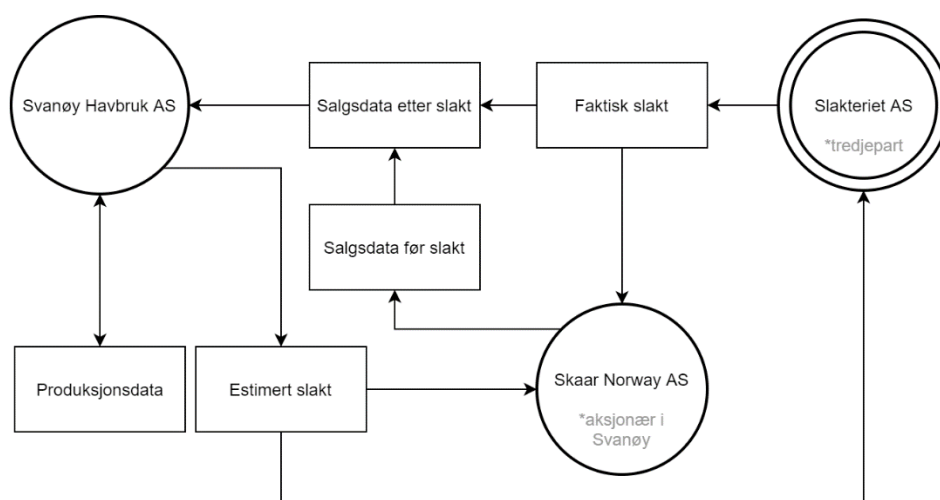 Svanøy Havbruk AS
Salgsdata etter slakt
Faktisk slakt
Slakteriet AS
*tredjepart
Salgsdata før slakt
Produksjonsdata
Estimert slakt
Skaar Norway AS
*aksjonær i
Svanøy